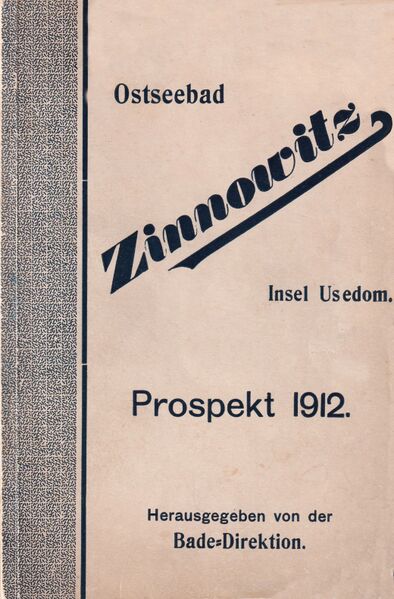 Ostseebad
Zinnowitz
Insel Usedom.
Prospekt 1912.
Herausgegeben von der
Bade=Direktion.